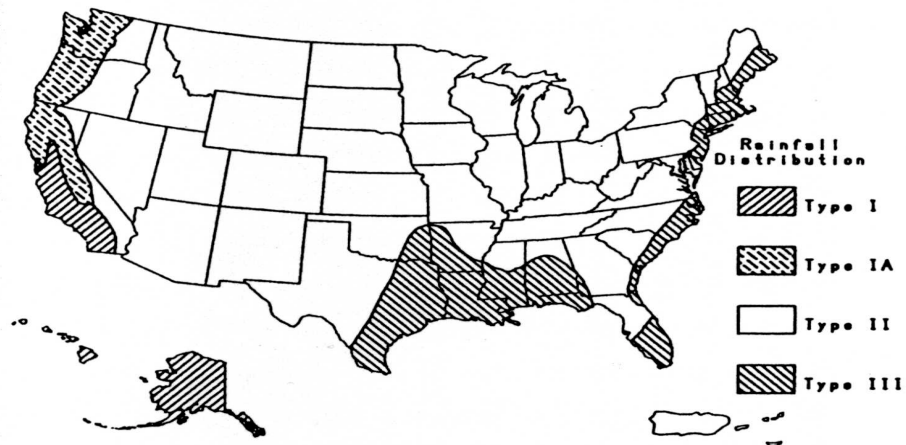 Rainfall
Distribution
Type I
Type IA
Type II
Type III